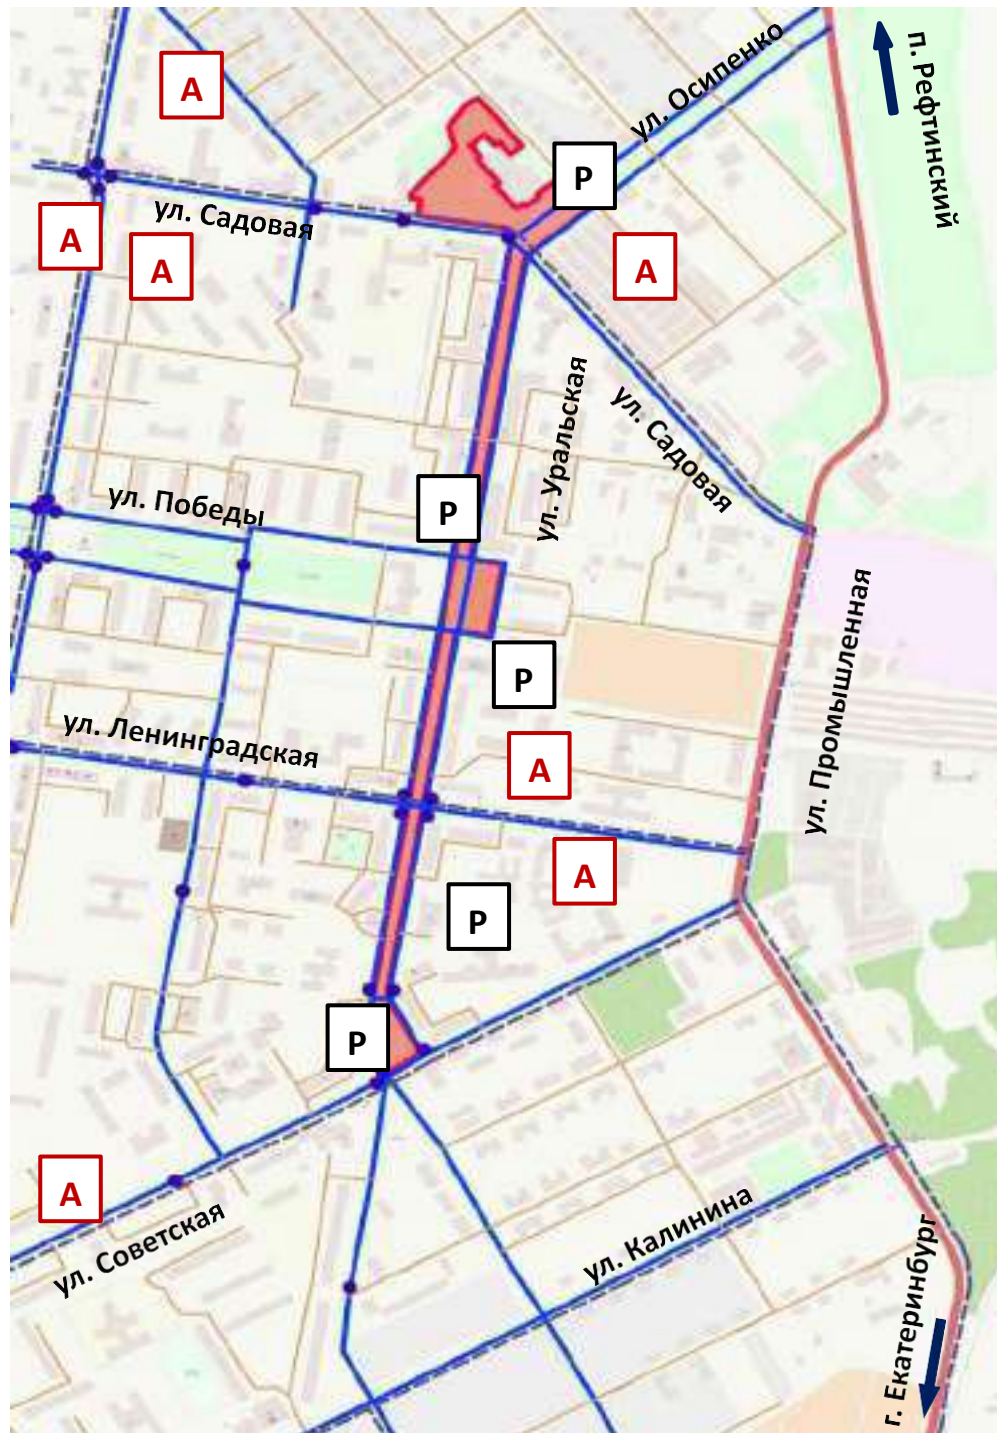 А
ул. Осипенко
п. Рефтинский
Р
ул. Садовая
А
А
А
ул. Уральская
ул. Садовая
Р
ул. Победы
ул. Промышленная
Р
ул. Ленинградская
А
А
Р
Р
А
ул. Советская
ул. Калинина
г. Екатеринбург